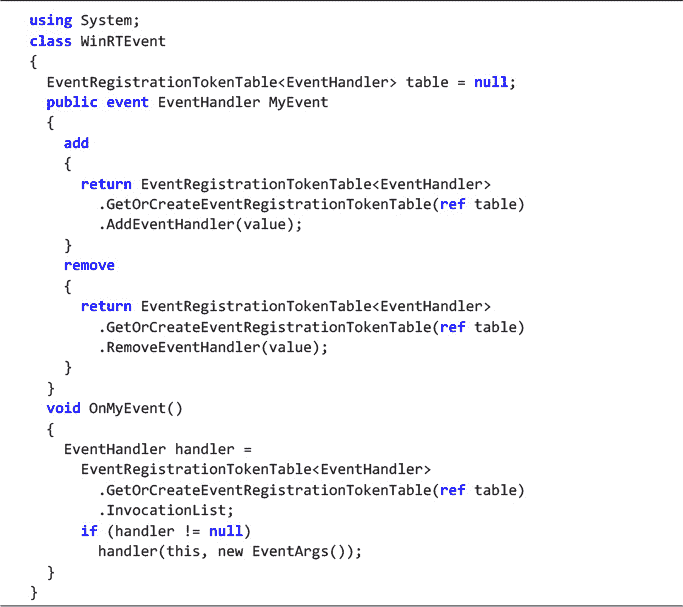 using System;
class WinRTEvent
{
  EventRegistrationTokenTable<EventHandler> table = null;
  public event EventHandler MyEvent
  {
    add
    {
      return EventRegistrationTokenTable<EventHandler>
        .GetOrCreateEventRegistrationTokenTable(ref table)
        .AddEventHandler(value);
    }
    remove
    {
      return EventRegistrationTokenTable<EventHandler>
        .GetOrCreateEventRegistrationTokenTable(ref table)
        .RemoveEventHandler(value);
    }
  }
  void OnMyEvent()
  {
    EventHandler handler =
      EventRegistrationTokenTable<EventHandler>
        .GetOrCreateEventRegistrationTokenTable(ref table)
        .InvocationList;
      if (handler != null)
        handler(this, new EventArgs());
  }
}